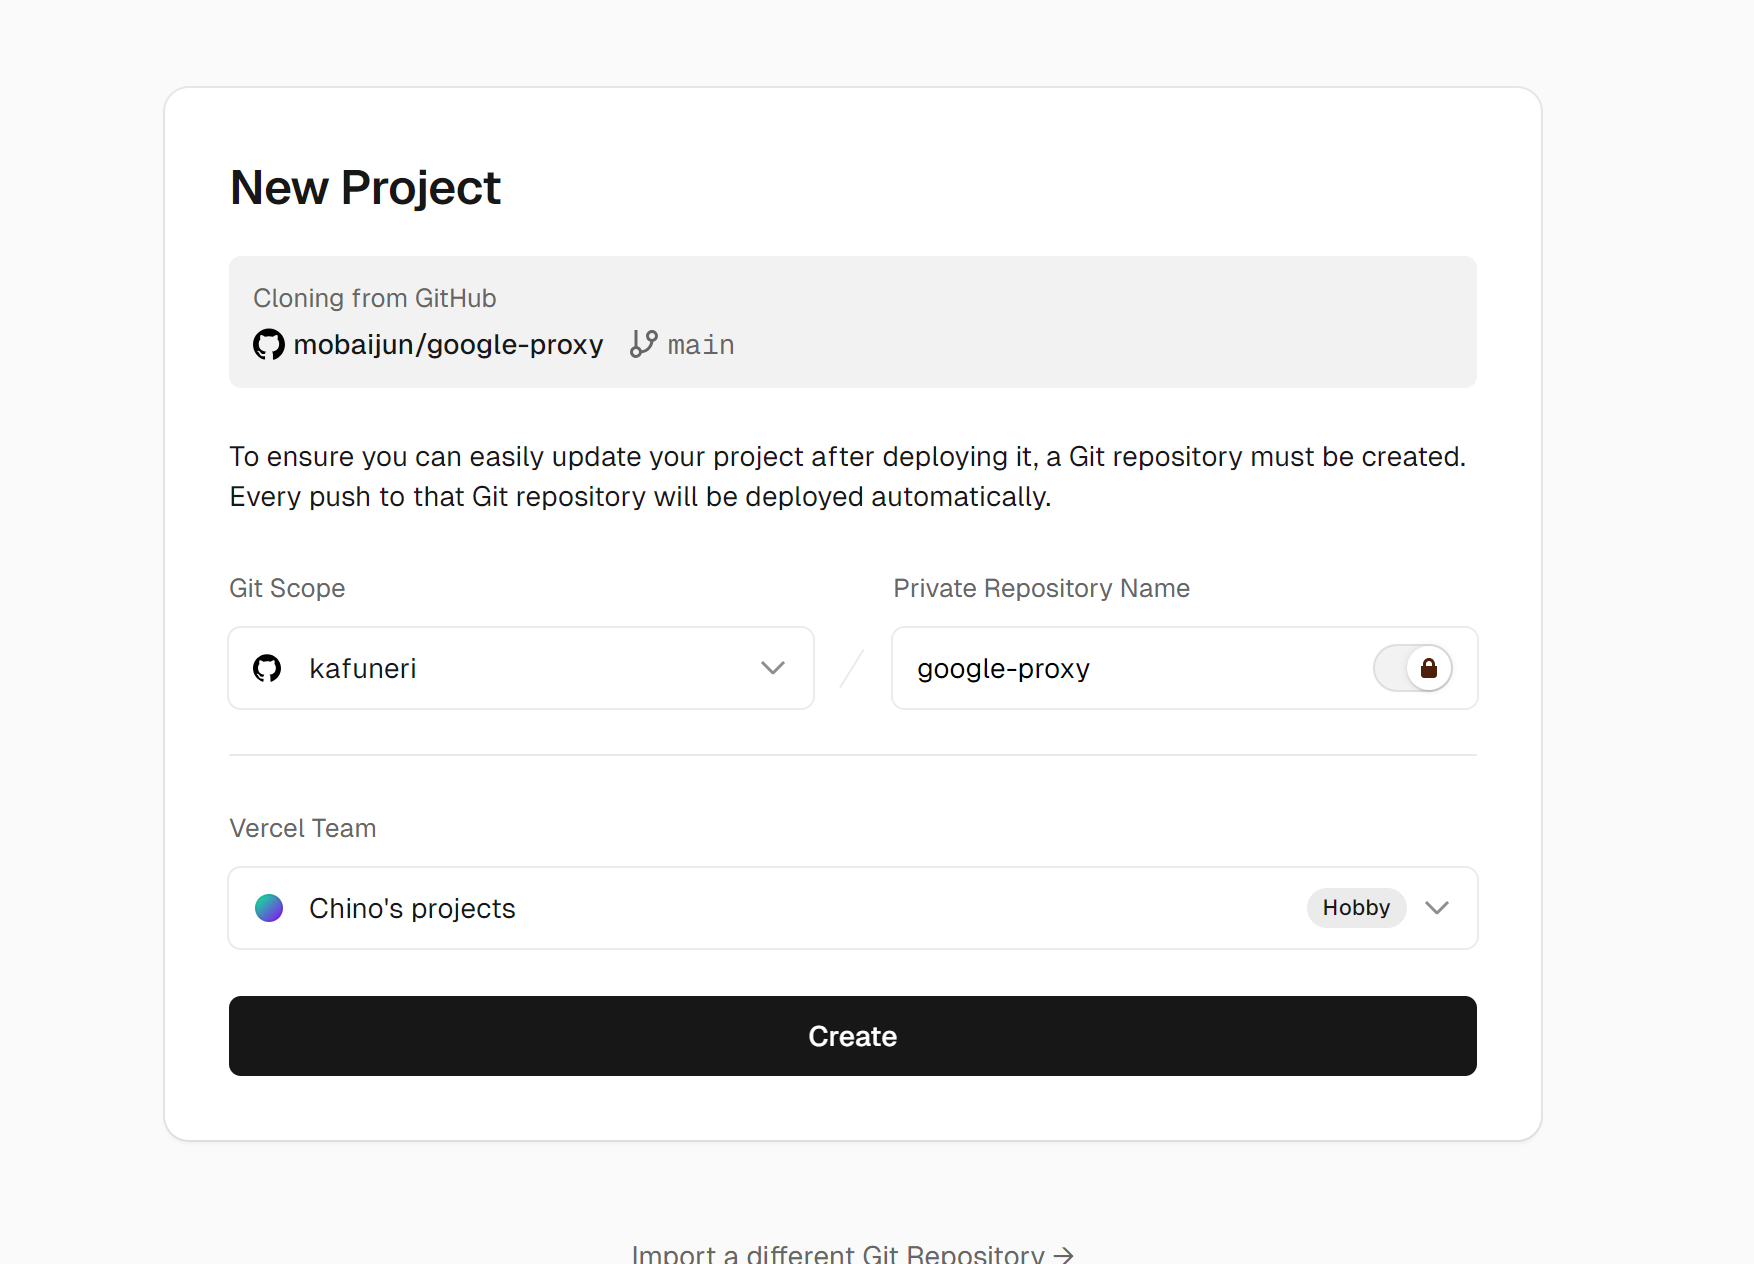 New Project
Cloning from GitHub
mobaijun/google-proxy main
To ensure you can easily update your project after deploying it, a Git repository must be created.
Every push to that Git repository will be deployed automatically.
Git Scope
Private Repository Name
kafuneri
/
google-proxy
Vercel Team
Chino's projects
Hobby
Create
Import a different Git Repository →